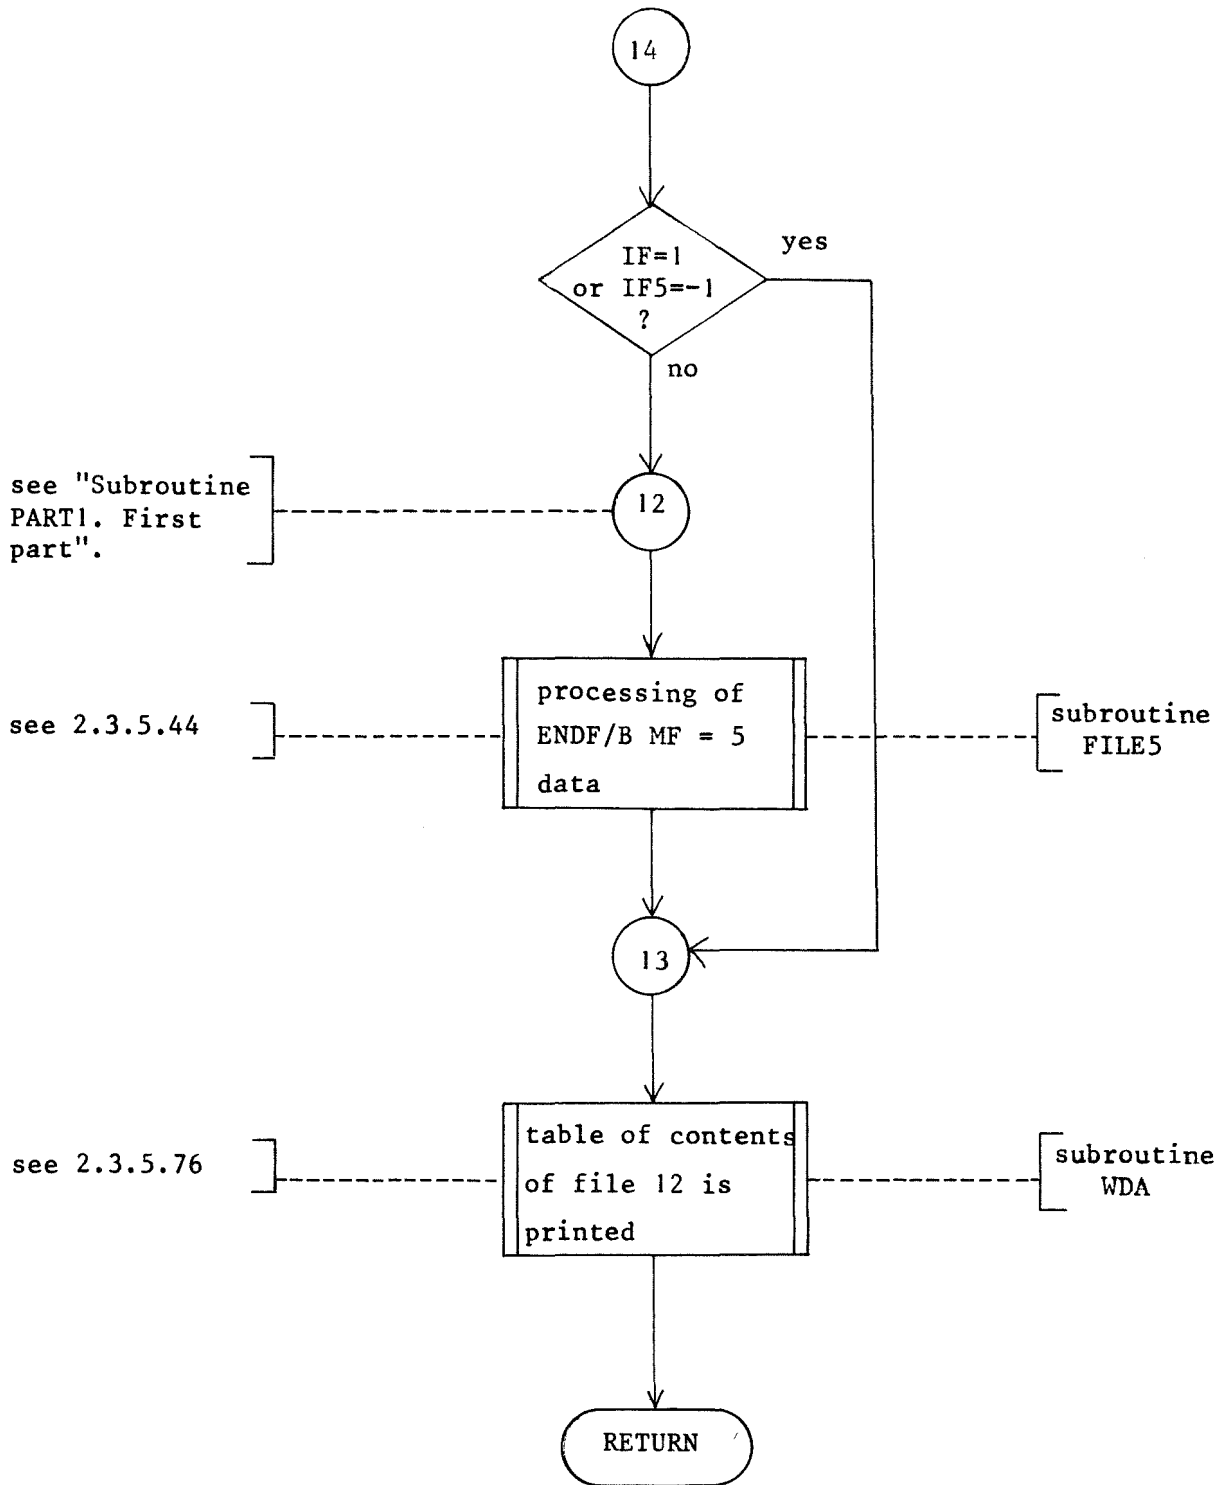 14
IF=1
or IF5=-1
?
yes
no
see "Subroutine
PART1. First
part".
12
see 2.3.5.44
processing of
ENDF/B MF = 5
data
subroutine
FILE5
13
see 2.3.5.76
table of contents
of file 12 is
printed
subroutine
WDA
RETURN